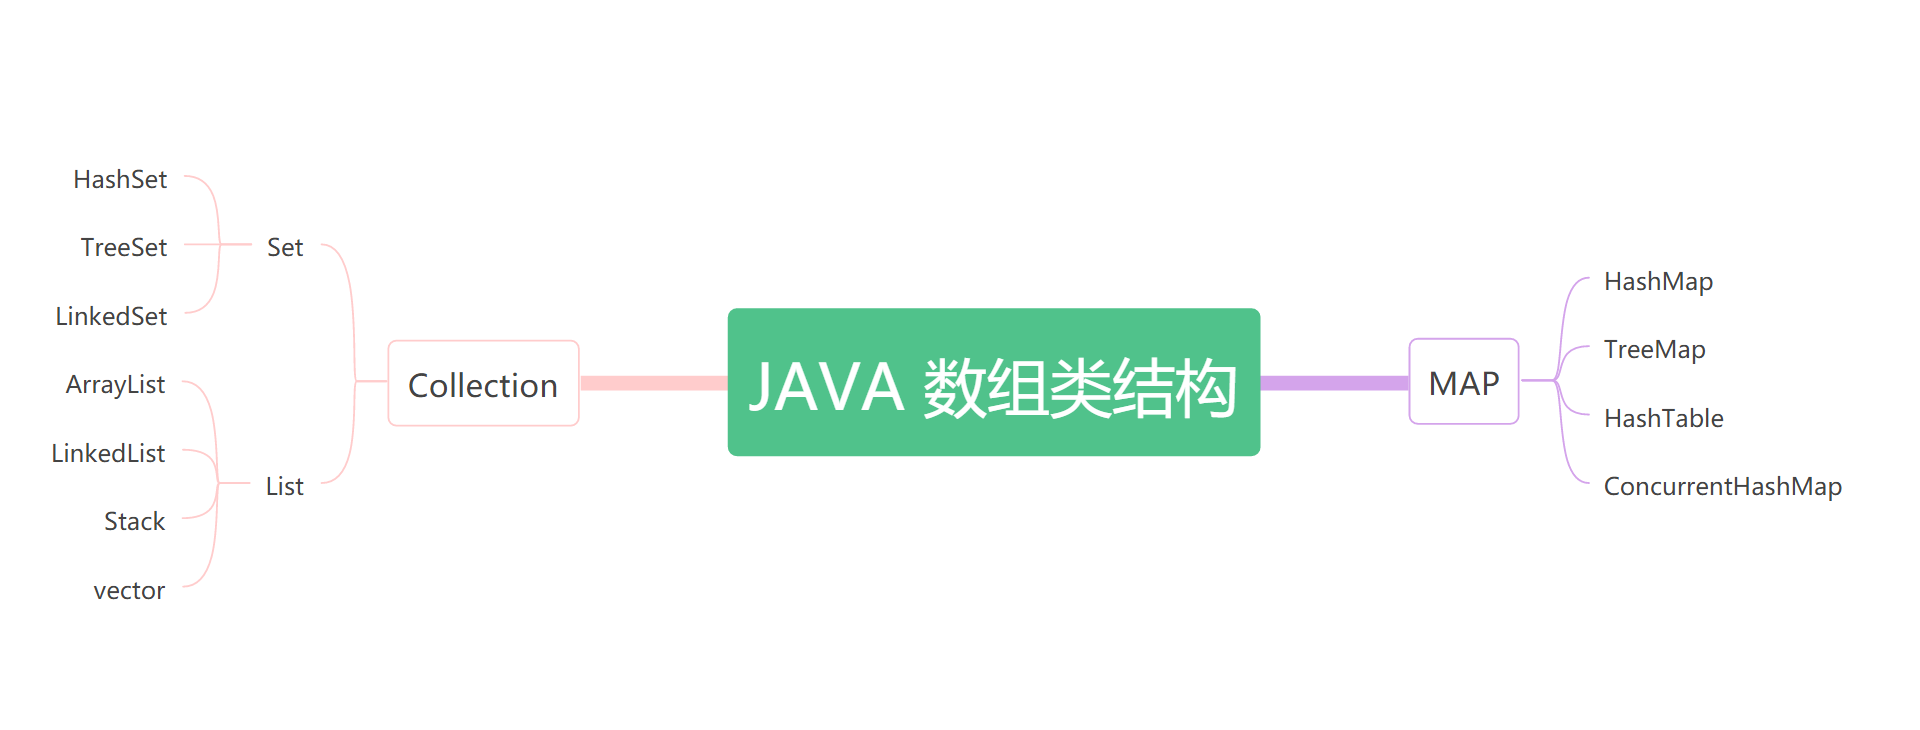 JAVA 数组类结构
Collection
Set
HashSet
TreeSet
LinkedSet
List
ArrayList
LinkedList
Stack
vector
MAP
HashMap
TreeMap
HashTable
ConcurrentHashMap